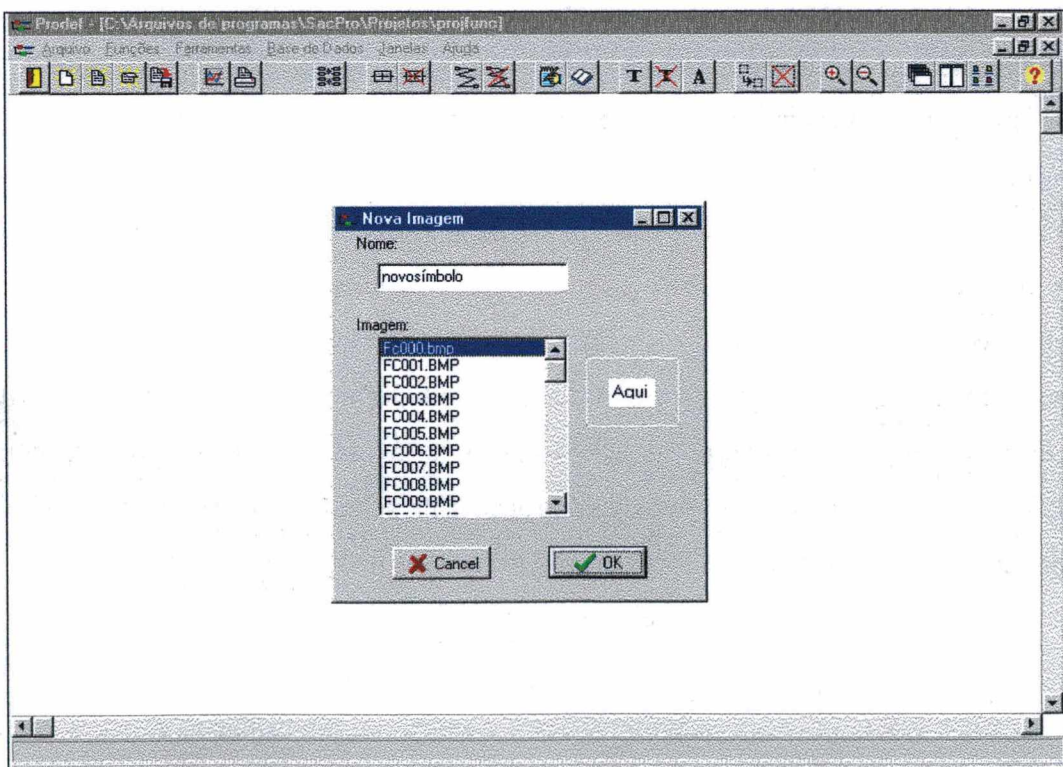 Prodef - [C:\Arquivos de programas\SacPro\Projetos\projfunc]
Arquivo Funções Ferramentas Base de Dados Janelas Ajuda
T T A ?
Nova Imagem
Nome:
novosímbolo
Imagem:
Fc000.bmp
FC001.BMP
FC002.BMP
FC003.BMP
FC004.BMP
FC005.BMP
FC006.BMP
FC007.BMP
FC008.BMP
FC009.BMP
Aqui
Cancel OK